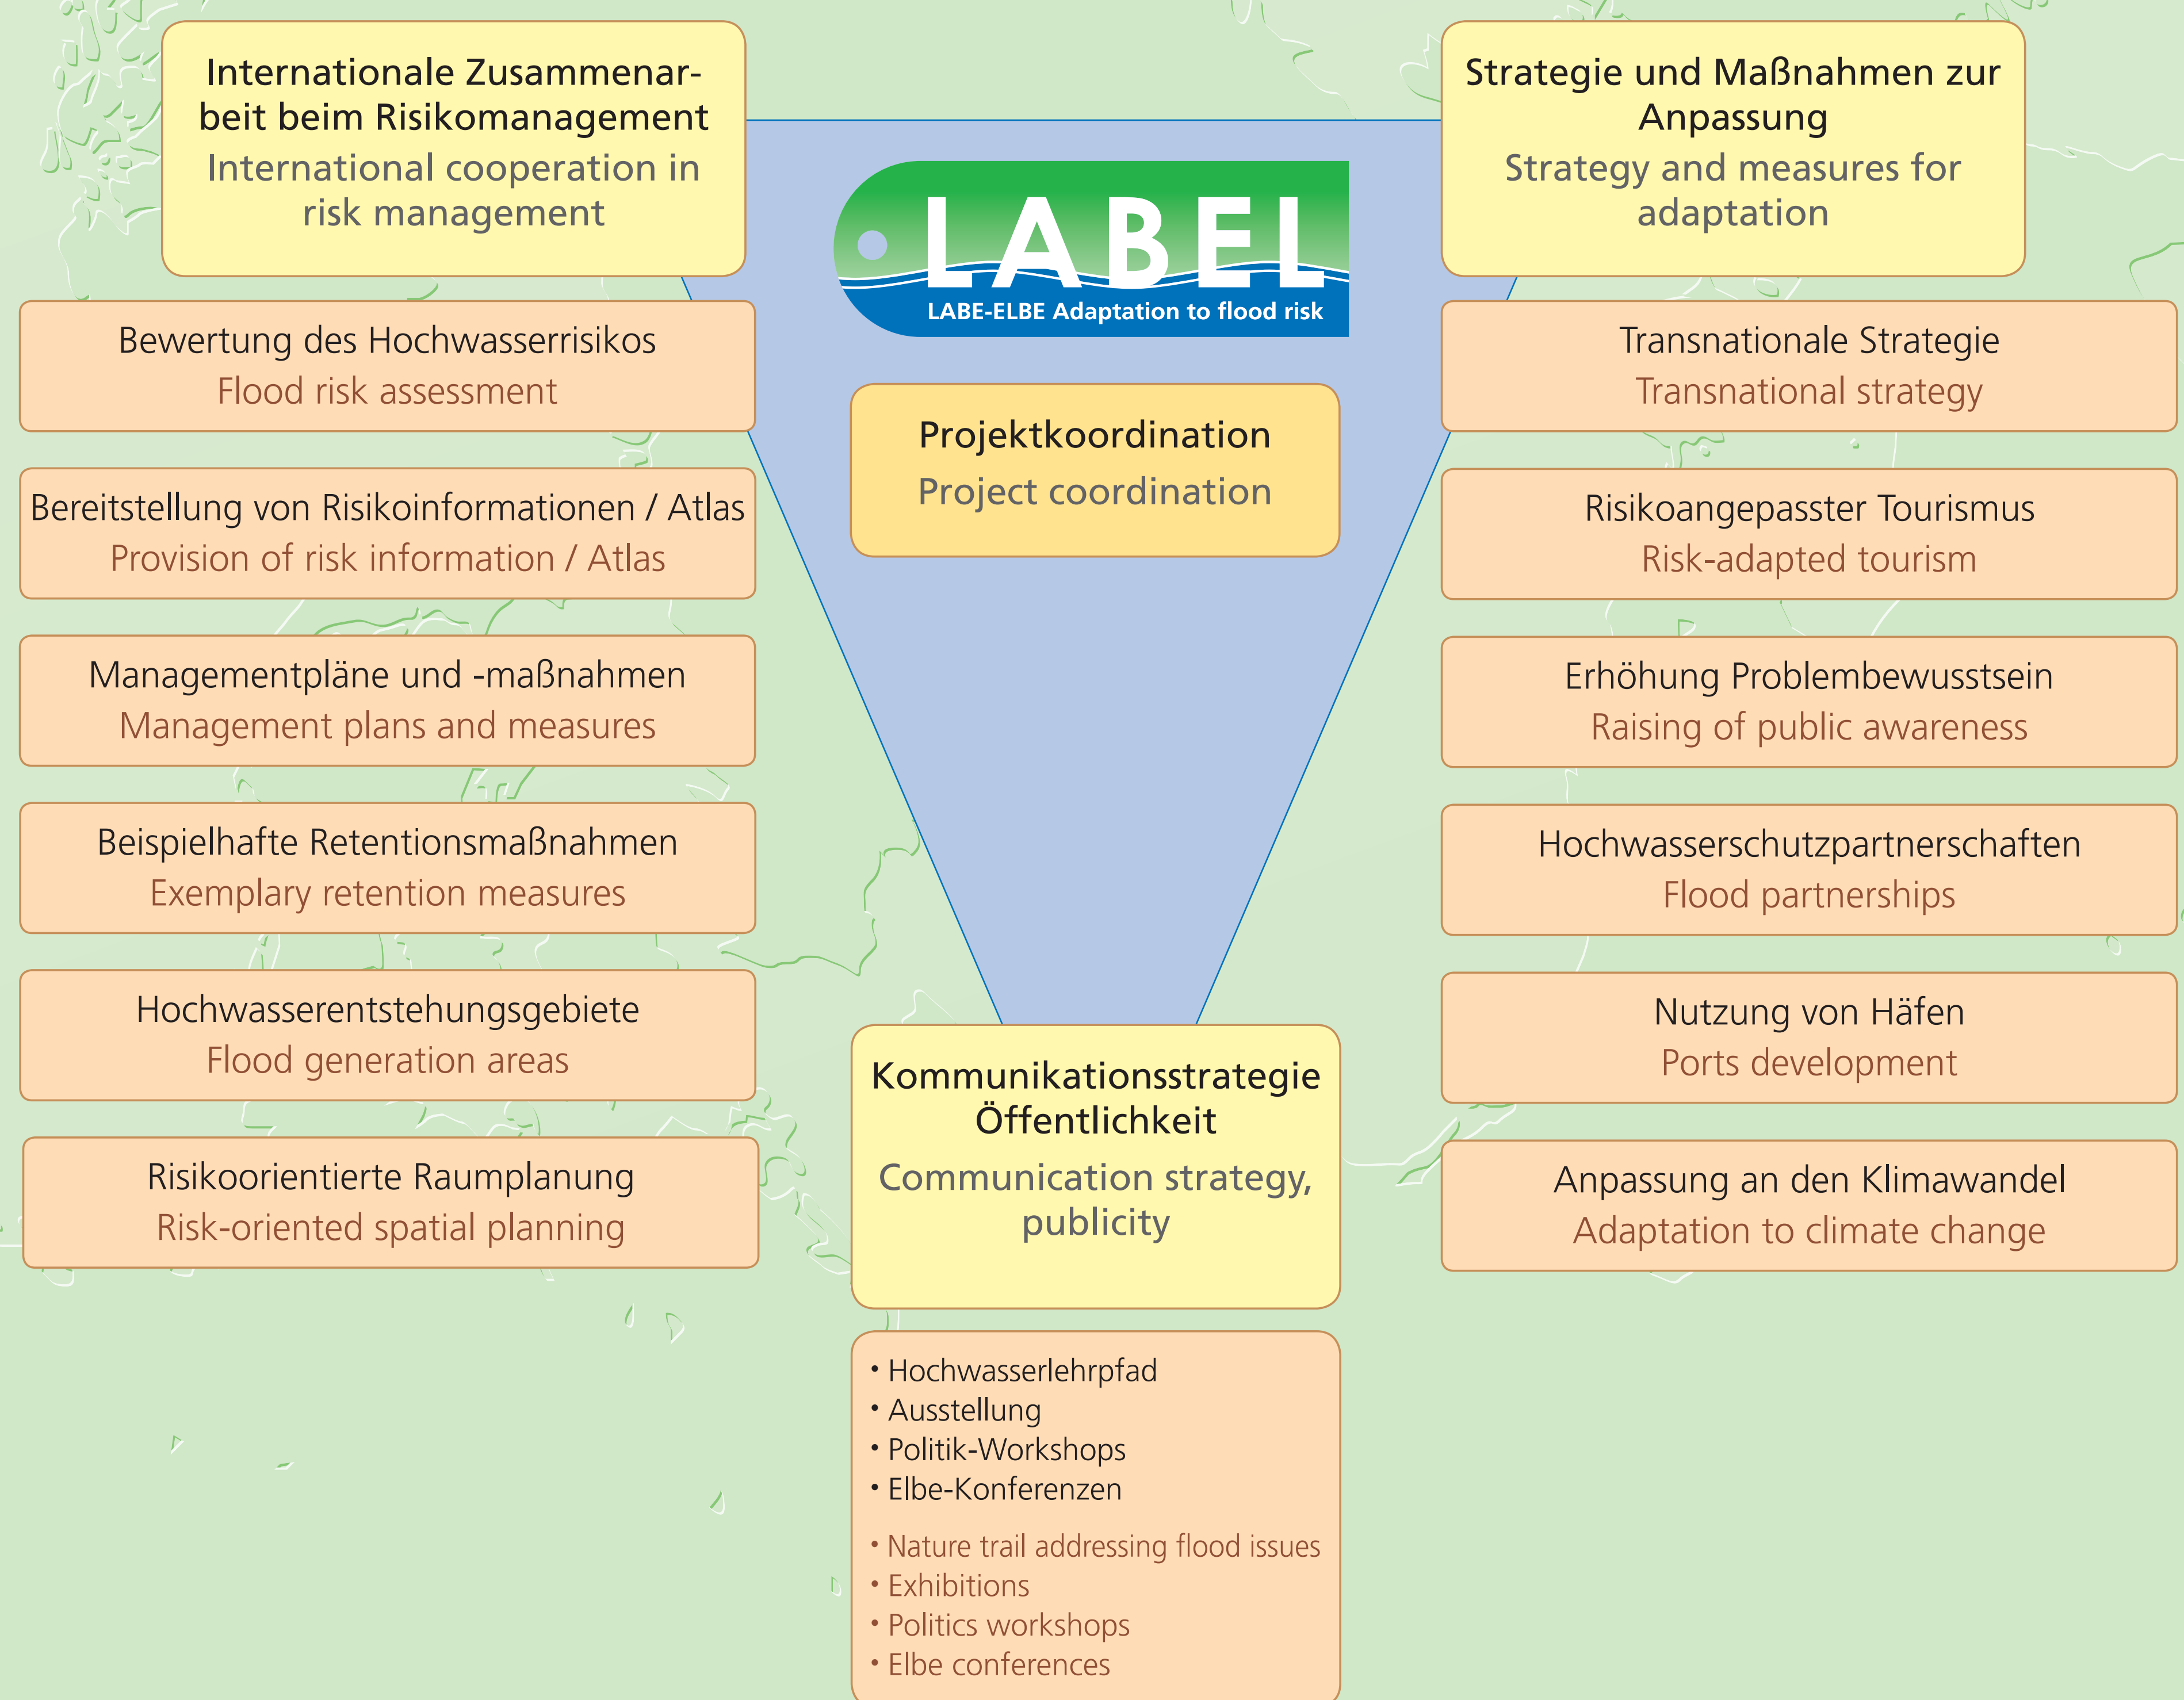 Internationale Zusammenar-
beit beim Risikomanagement
International cooperation in
risk management
Bewertung des Hochwasserrisikos
Flood risk assessment
Bereitstellung von Risikoinformationen / Atlas
Provision of risk information / Atlas
Managementpläne und -maßnahmen
Management plans and measures
Beispielhafte Retentionsmaßnahmen
Exemplary retention measures
Hochwasserentstehungsgebiete
Flood generation areas
Risikoorientierte Raumplanung
Risk-oriented spatial planning
LABEL
LABE-ELBE Adaptation to flood risk
Projektkoordination
Project coordination
Kommunikationsstrategie
Öffentlichkeit
Communication strategy,
publicity
• Hochwasserlehrpfad
• Ausstellung
• Politik-Workshops
• Elbe-Konferenzen
• Nature trail addressing flood issues
• Exhibitions
• Politics workshops
• Elbe conferences
Strategie und Maßnahmen zur
Anpassung
Strategy and measures for
adaptation
Transnationale Strategie
Transnational strategy
Risikoangepasster Tourismus
Risk-adapted tourism
Erhöhung Problembewusstsein
Raising of public awareness
Hochwasserschutzpartnerschaften
Flood partnerships
Nutzung von Häfen
Ports development
Anpassung an den Klimawandel
Adaptation to climate change